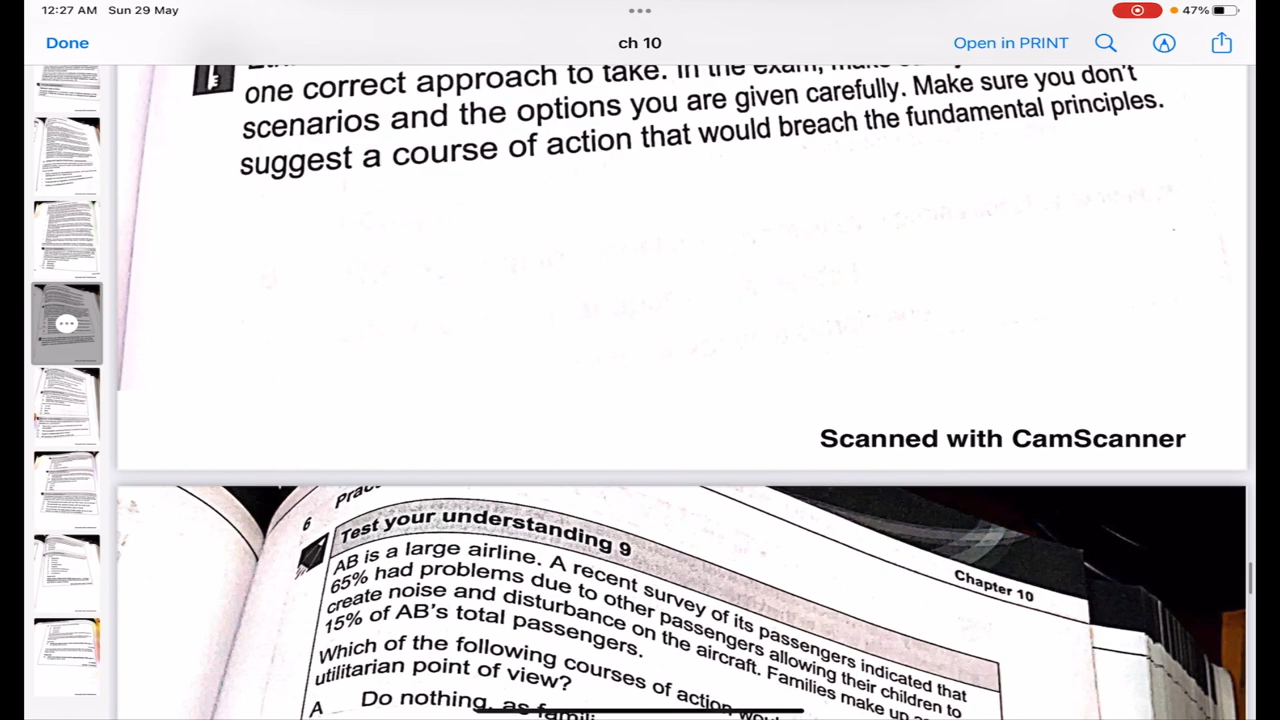 12:27 AM Sun 29 May
47%
Done
ch 10
Open in PRINT
one correct approach to take. In the exam, make
scenarios and the options you are given carefully. Make sure you don't
suggest a course of action that would breach the fundamental principles.
Scanned with CamScanner
6
Chapter 10
Test your understanding 9
AB is a large airline. A recent survey of its passengers indicated that
65% had problems due to other passengers allowing their children to
create noise and disturbance on the aircraft. Families make up
15% of AB's total passengers.
Which of the following courses of action
utilitarian point of view?
A Do nothing, as